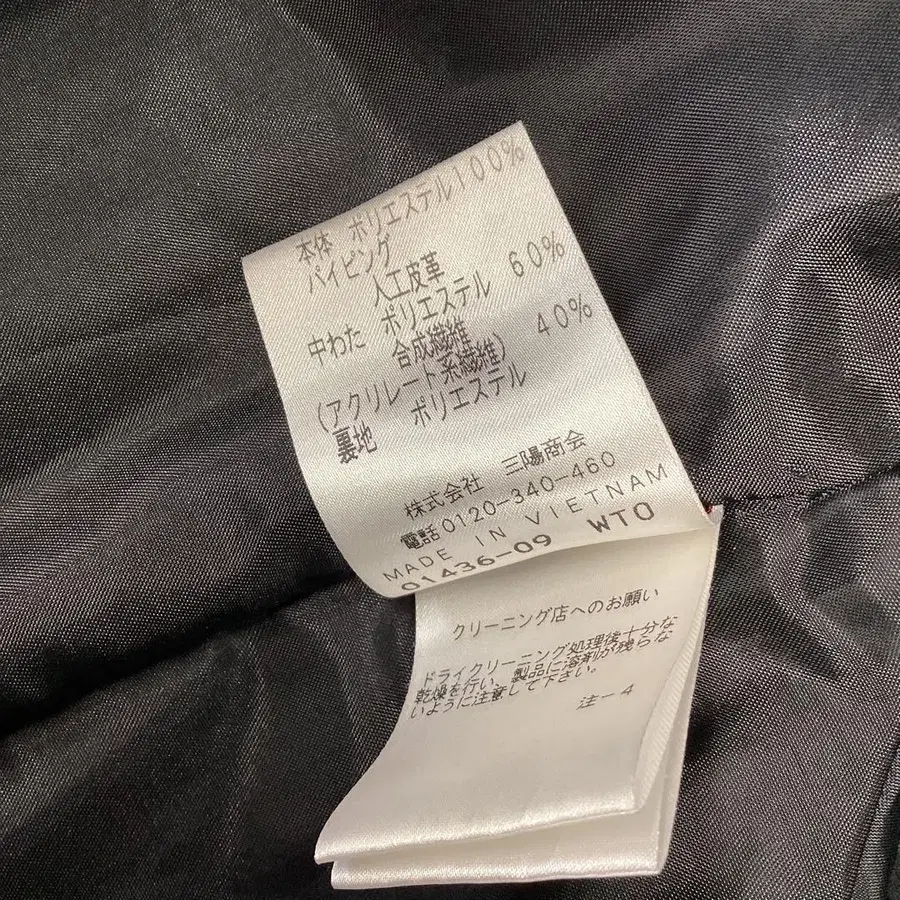 本体 ポリエステル100%
パイピング
人工皮革
中わた ポリエステル 60%
合成繊維 40%
(アクリレート系繊維)
裏地 ポリエステル
株式会社 三陽商会
電話0120-340-460
MADE IN VIETNAM
01436-09 WTO
クリーニング店へのお願い
ドライクリーニング処理後十分な
乾燥を行い、製品に溶剤が残らな
いように注意して下さい。
注-4